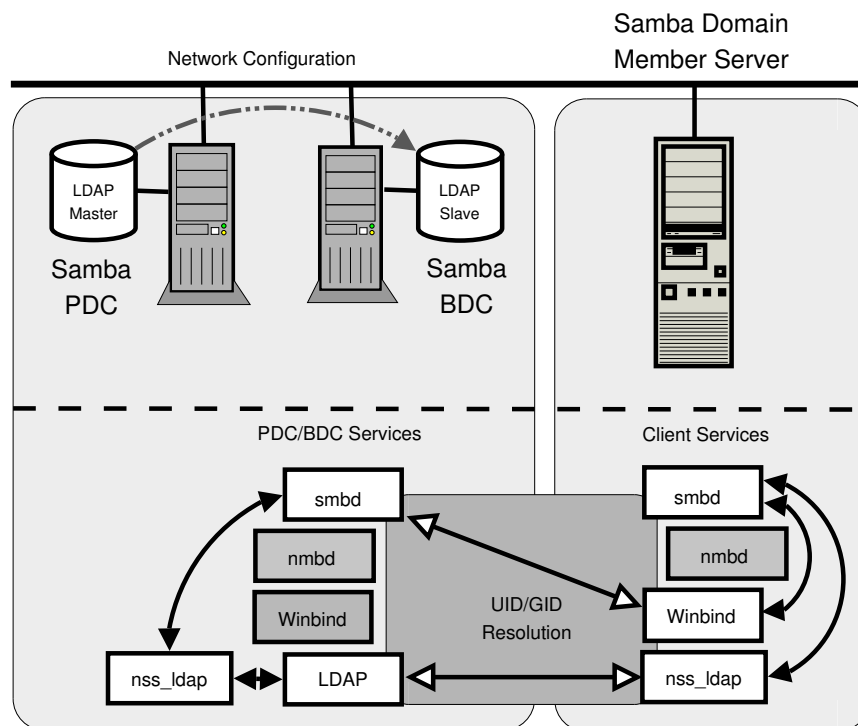 Samba Domain
Member Server
Network Configuration
LDAP
Master
LDAP
Slave
Samba
PDC
Samba
BDC
PDC/BDC Services
Client Services
smbd
smbd
nmbd
nmbd
Winbind
UID/GID
Resolution
Winbind
nss_ldap
LDAP
nss_ldap